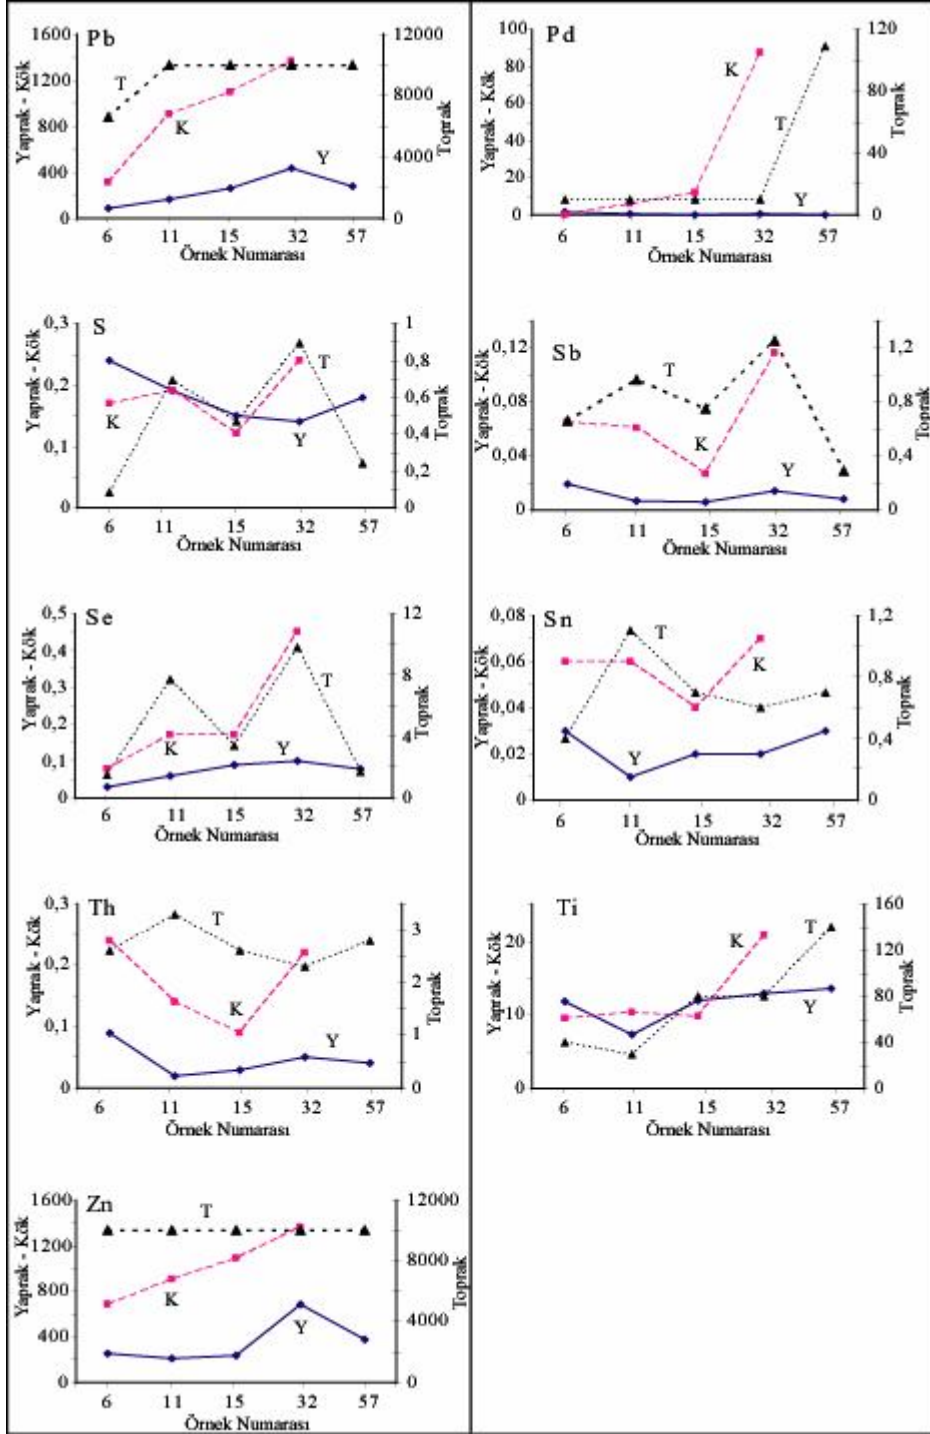 Pb
Yaprak - Kök
1600
1200
800
400
0
12000
8000
4000
0
Toprak
T
K
Y
6 11 15 32 57
Örnek Numarası
Pd
Yaprak - Kök
100
80
60
40
20
0
120
80
40
0
Toprak
K
T
Y
6 11 15 32 57
Örnek Numarası
S
Yaprak - Kök
0,3
0,2
0,1
0
1
0,8
0,6
0,4
0,2
0
Toprak
T
K
Y
6 11 15 32 57
Örnek Numarası
Sb
Yaprak - Kök
0,12
0,08
0,04
0
1,2
0,8
0,4
0
Toprak
T
K
Y
6 11 15 32 57
Örnek Numarası
Se
Yaprak - Kök
0,5
0,4
0,3
0,2
0,1
0
12
8
4
0
Toprak
T
K
Y
6 11 15 32 57
Örnek Numarası
Sn
Yaprak - Kök
0,08
0,06
0,04
0,02
0
1,2
0,8
0,4
0
Toprak
T
K
Y
6 11 15 32 57
Örnek Numarası
Th
Yaprak - Kök
0,3
0,2
0,1
0
3
2
1
0
Toprak
T
K
Y
6 11 15 32 57
Örnek Numarası
Ti
Yaprak - Kök
20
10
0
160
120
80
40
0
Toprak
K
T
Y
6 11 15 32 57
Örnek Numarası
Zn
Yaprak - Kök
1600
1200
800
400
0
12000
8000
4000
0
Toprak
T
K
Y
6 11 15 32 57
Örnek Numarası